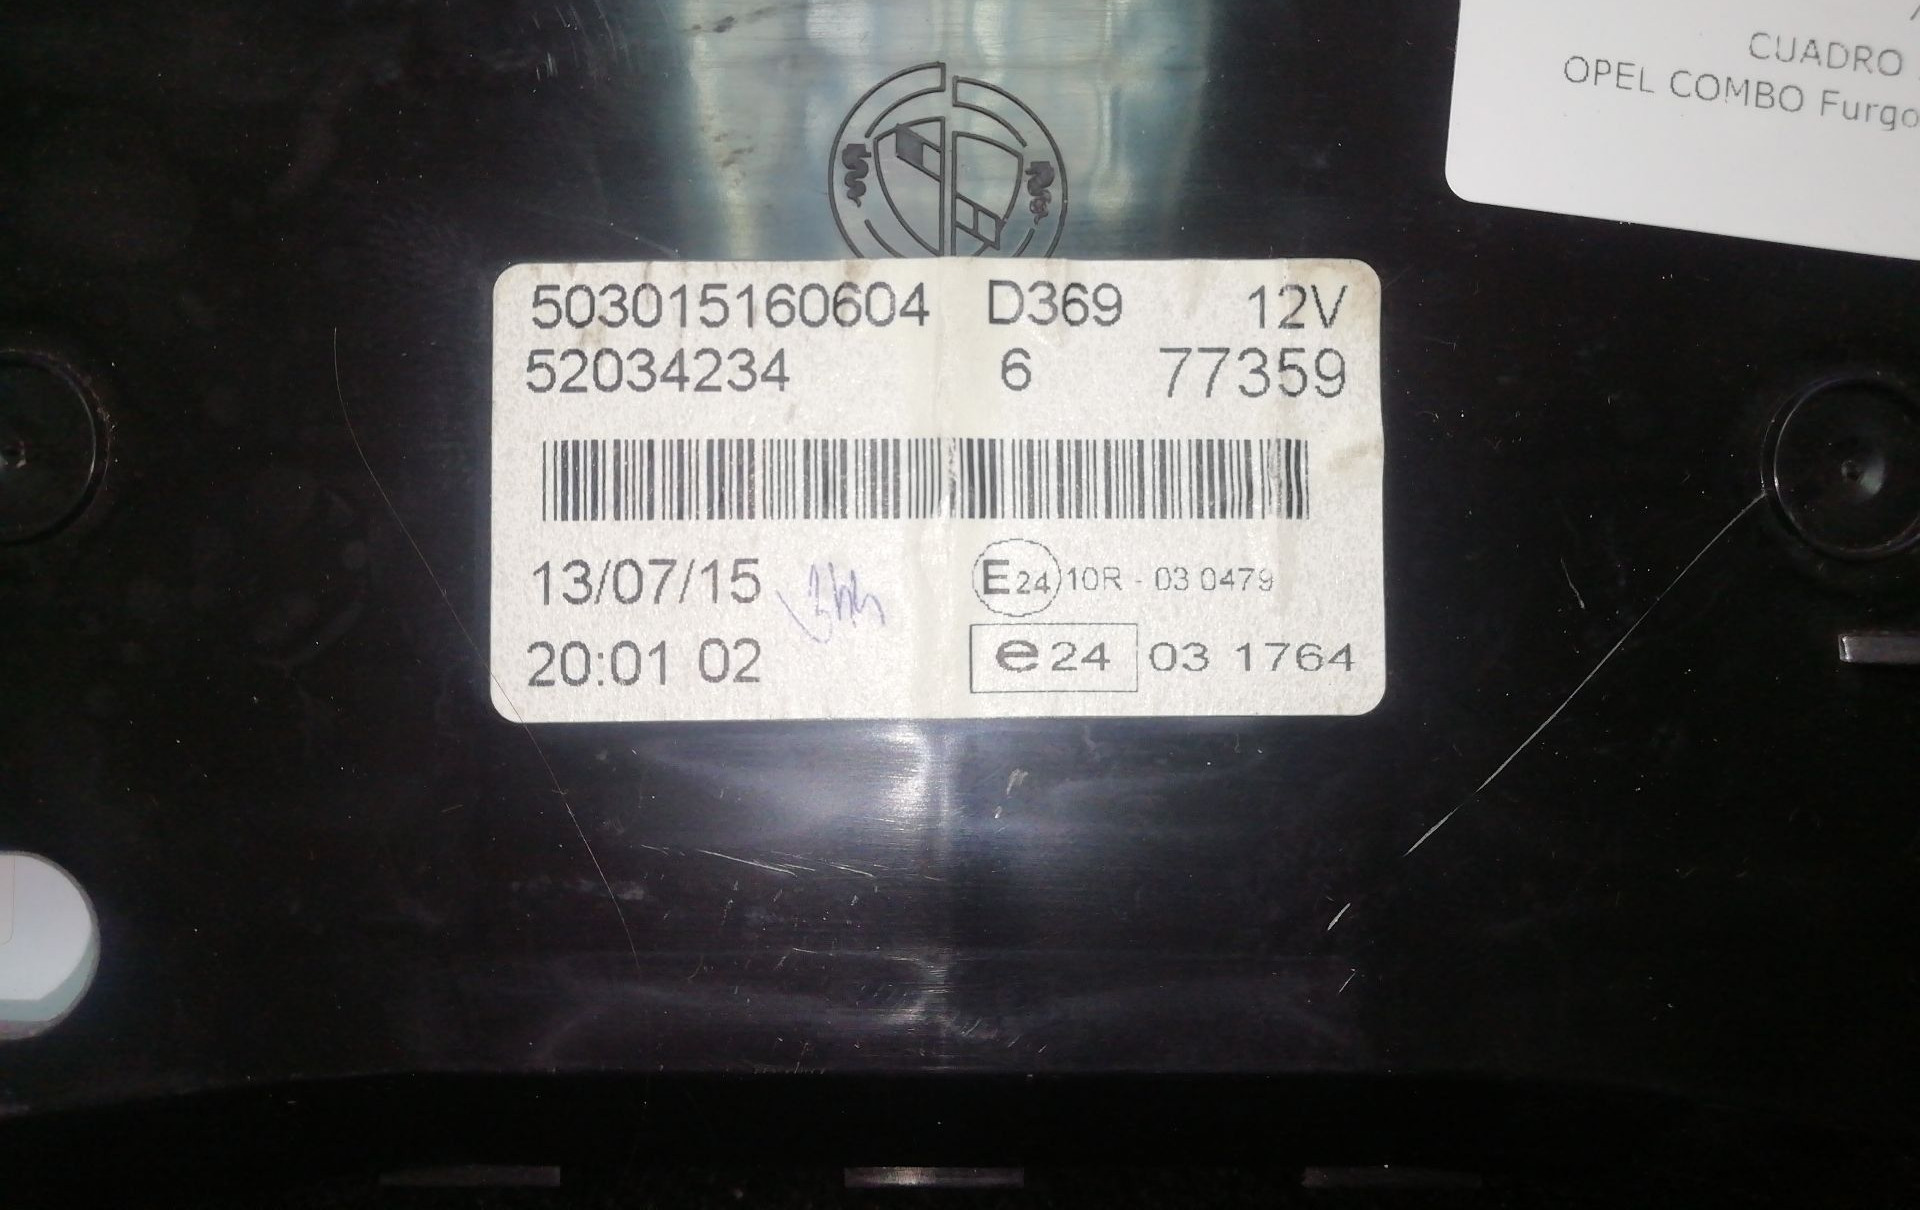 CUADRO
OPEL COMBO Furgo
503015160604 D369 12V
52034234 6 77359
13/07/15 E24 10R - 03 0479
20:01 02 e24 03 1764